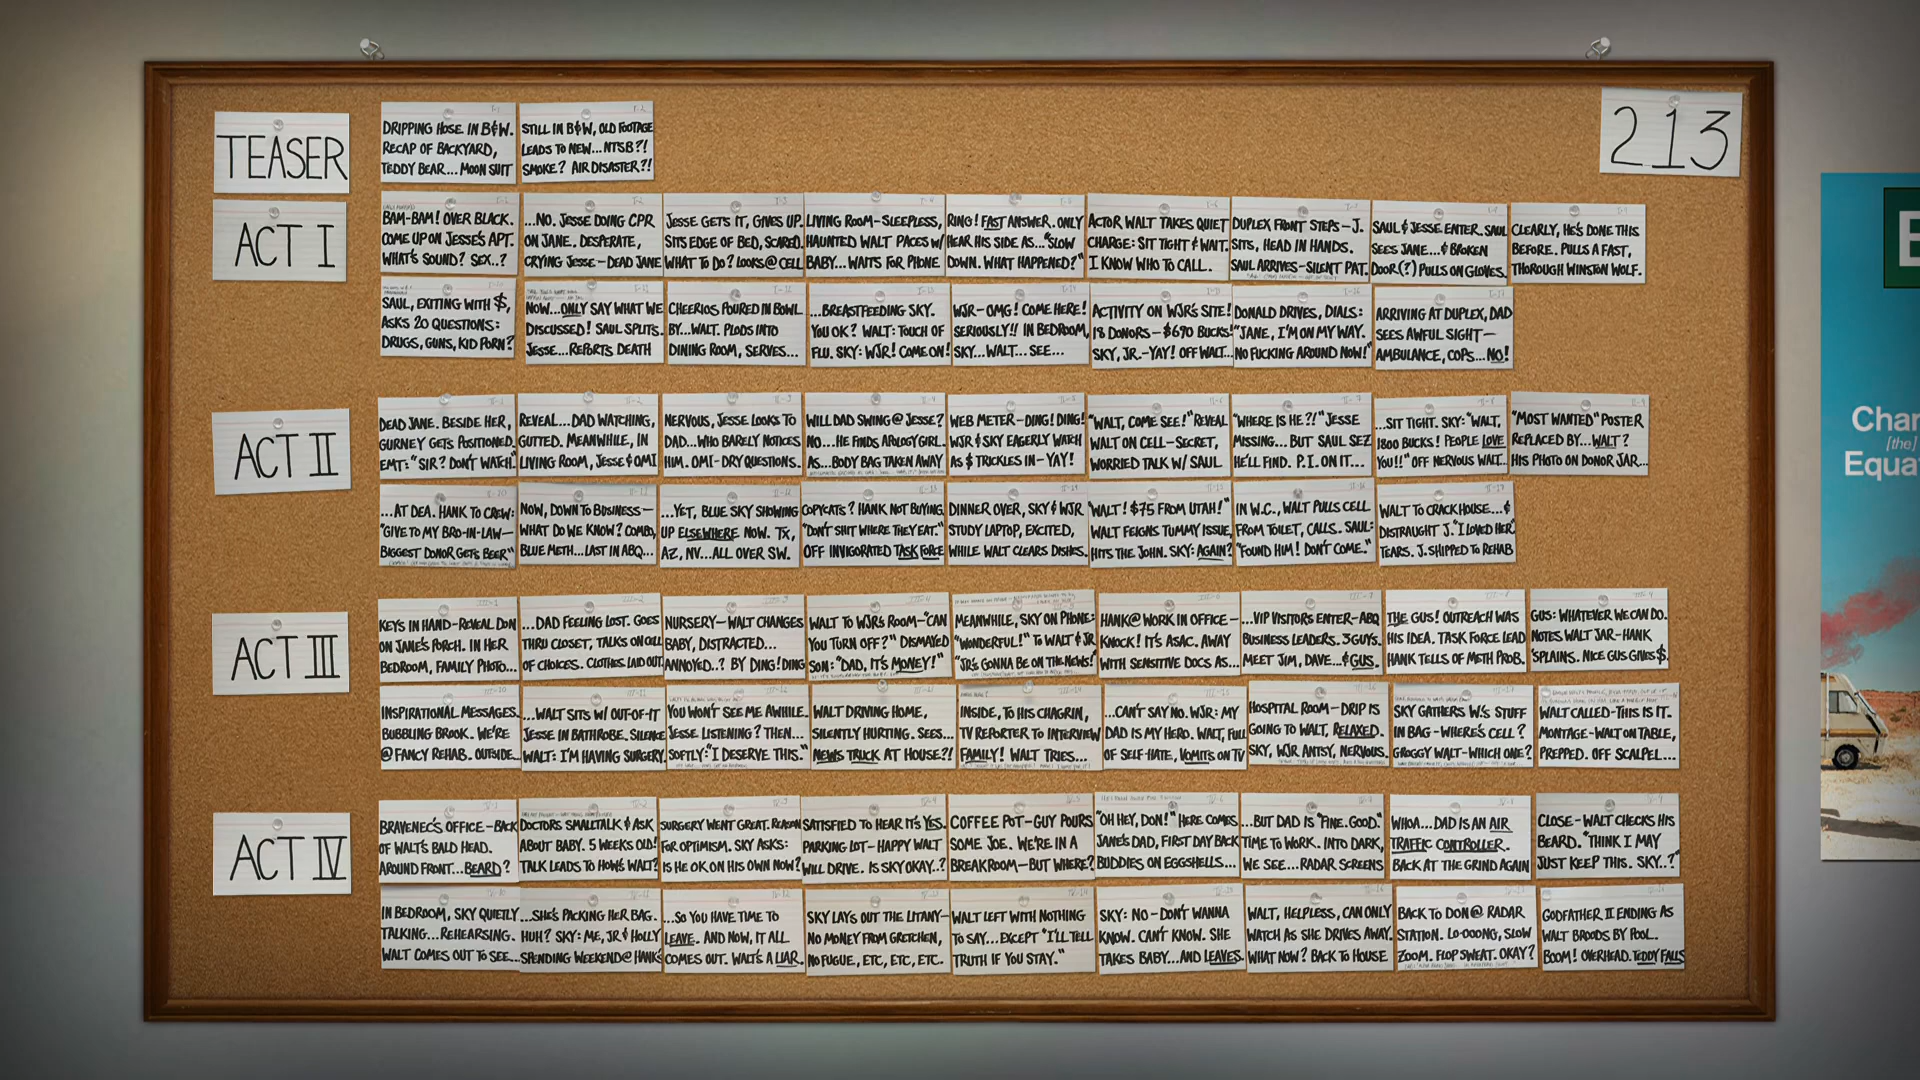 213
TEASER
DRIPPING HOSE IN B&W.
RECAP OF BACKYARD,
TEDDY BEAR... MOON SUIT
STILL IN B&W, OLD FOOTAGE
LEADS TO NEW... NTSB?!
SMOKE? AIR DISASTER?!
ACT I
BAM-BAM! OVER BLACK.
COME UP ON JESSE'S APT.
WHAT'S SOUND? SEX..?
...NO. JESSE DOING CPR
ON JANE. DESPERATE,
CRYING JESSE – DEAD JANE
JESSE GETS IT, GIVES UP.
SITS EDGE OF BED, SCARED.
WHAT TO DO? LOOKS @ CELL
LIVING ROOM – SLEEPLESS,
HAUNTED WALT PACES W/
BABY... WAITS FOR PHONE
RING! FAST ANSWER. ONLY
HEAR HIS SIDE AS... "SLOW
DOWN. WHAT HAPPENED?"
ACTOR WALT TAKES QUIET
CHARGE: SIT TIGHT & WAIT.
I KNOW WHO TO CALL.
DUPLEX FRONT STEPS – J.
SITS, HEAD IN HANDS.
SAUL ARRIVES – SILENT PAT.
SAUL & JESSE ENTER. SAUL
SEES JANE... & BROKEN
DOOR(?) PULLS ON GLOVES.
CLEARLY, HE'S DONE THIS
BEFORE. PULLS A FAST,
THOROUGH WINSTON WOLF.
SAUL, EXITING WITH $,
ASKS 20 QUESTIONS:
DRUGS, GUNS, KID PORN?
NOW... ONLY SAY WHAT WE
DISCUSSED! SAUL SPLITS.
JESSE... REPORTS DEATH
CHEERIOS POURED IN BOWL
BY... WALT. PLODS INTO
DINING ROOM, SERVES...
...BREASTFEEDING SKY.
YOU OK? WALT: TOUCH OF
FLU. SKY: WJR! COME ON!
WJR – OMG! COME HERE!
SERIOUSLY!! IN BEDROOM,
SKY... WALT... SEE...
ACTIVITY ON WJR'S SITE!
18 DONORS – $690 BUCKS!
SKY, JR. – YAY! OFF WALT...
DONALD DRIVES, DIALS:
"JANE, I'M ON MY WAY.
NO FUCKING AROUND NOW!"
ARRIVING AT DUPLEX, DAD
SEES AWFUL SIGHT –
AMBULANCE, COPS... NO!
ACT II
DEAD JANE. BESIDE HER,
GURNEY GETS POSITIONED.
EMT: "SIR? DON'T WATCH."
REVEAL... DAD WATCHING,
GUTTED. MEANWHILE, IN
LIVING ROOM, JESSE & OMI
NERVOUS, JESSE LOOKS TO
DAD... WHO BARELY NOTICES
HIM. OMI – DRY QUESTIONS.
WILL DAD SWING @ JESSE?
NO... HE FINDS APOLOGY GIRL.
AS... BODY BAG TAKEN AWAY
WEB METER – DING! DING!
WJR & SKY EAGERLY WATCH
AS $ TRICKLES IN – YAY!
"WALT, COME SEE!" REVEAL
WALT ON CELL – SECRET,
WORRIED TALK W/ SAUL
"WHERE IS HE?!" JESSE
MISSING... BUT SAUL SEZ
HE'LL FIND. P.I. ON IT...
...SIT TIGHT. SKY: "WALT,
1800 BUCKS! PEOPLE LOVE
YOU!!" OFF NERVOUS WALT...
"MOST WANTED" POSTER
REPLACED BY... WALT?
HIS PHOTO ON DONOR JAR...
...AT DEA. HANK TO CREW:
"GIVE TO MY BRO-IN-LAW –
BIGGEST DONOR GETS BEER"
NOW, DOWN TO BUSINESS –
WHAT DO WE KNOW? COMBO,
BLUE METH... LAST IN ABQ...
...YET, BLUE SKY SHOWING
UP ELSEWHERE NOW. TX,
AZ, NV... ALL OVER SW.
COPYCATS? HANK NOT BUYING.
"DON'T SHIT WHERE THEY EAT."
OFF INVIGORATED TASK FORCE
DINNER OVER, SKY & WJR
STUDY LAPTOP, EXCITED,
WHILE WALT CLEARS DISHES.
"WALT! $75 FROM UTAH!"
WALT FEIGNS TUMMY ISSUE,
HITS THE JOHN. SKY: AGAIN?
IN W.C., WALT PULLS CELL
FROM TOILET, CALLS. SAUL:
"FOUND HIM! DON'T COME."
WALT TO CRACKHOUSE... &
DISTRAUGHT J. "I LOVED HER"
TEARS. J. SHIPPED TO REHAB
ACT III
KEYS IN HAND – REVEAL DON
ON JANE'S PORCH. IN HER
BEDROOM, FAMILY PHOTO...
...DAD FEELING LOST. GOES
THRU CLOSET, TALKS ON CELL
OF CHOICES. CLOTHES LAID OUT.
NURSERY – WALT CHANGES
BABY, DISTRACTED...
ANNOYED..? BY DING! DING
WALT TO WJR'S ROOM – "CAN
YOU TURN OFF?" DISMAYED
SON: "DAD, IT'S MONEY!"
MEANWHILE, SKY ON PHONE:
"WONDERFUL!" TO WALT & JR
"JR'S GONNA BE ON THE NEWS!
HANK @ WORK IN OFFICE –
KNOCK! IT'S ASAC. AWAY
WITH SENSITIVE DOCS AS...
...VIP VISITORS ENTER – ABQ
BUSINESS LEADERS. 3 GUYS.
MEET JIM, DAVE... & GUS.
THE GUS! OUTREACH WAS
HIS IDEA. TASK FORCE LEAD
HANK TELLS OF METH PROB.
GUS: WHATEVER WE CAN DO.
NOTES WALT JAR – HANK
'SPLAINS. NICE GUS GIVES $.
INSPIRATIONAL MESSAGES.
BUBBLING BROOK. WE'RE
@ FANCY REHAB. OUTSIDE...
...WALT SITS W/ OUT-OF-IT
JESSE IN BATHROBE. SILENCE
WALT: I'M HAVING SURGERY.
YOU WON'T SEE ME AWHILE.
JESSE LISTENING? THEN...
SOFTLY: "I DESERVE THIS."
WALT DRIVING HOME,
SILENTLY HURTING. SEES...
NEWS TRUCK AT HOUSE?!
INSIDE, TO HIS CHAGRIN,
TV REPORTER TO INTERVIEW
FAMILY! WALT TRIES...
...CAN'T SAY NO. WJR: MY
DAD IS MY HERO. WALT, FULL
OF SELF-HATE, VOMITS ON TV
HOSPITAL ROOM – DRIP IS
GOING TO WALT, RELAXED.
SKY, WJR ANTSY, NERVOUS.
SKY GATHERS W.'S STUFF
IN BAG – WHERE'S CELL?
GROGGY WALT – WHICH ONE?
WALT CALLED – THIS IS IT.
MONTAGE – WALT ON TABLE,
PREPPED. OFF SCALPEL...
ACT IV
BRAVENEC'S OFFICE – BACK
OF WALT'S BALD HEAD.
AROUND FRONT... BEARD?
DOCTORS SMALLTALK & ASK
ABOUT BABY. 5 WEEKS OLD!
TALK LEADS TO HOW'S WALT?
SURGERY WENT GREAT. REASON
FOR OPTIMISM. SKY ASKS:
IS HE OK ON HIS OWN NOW?
SATISFIED TO HEAR IT'S YES.
PARKING LOT – HAPPY WALT
WILL DRIVE. IS SKY OKAY..?
COFFEE POT – GUY POURS
SOME JOE. WE'RE IN A
BREAKROOM – BUT WHERE?
"OH HEY, DON!" HERE COMES
JANE'S DAD, FIRST DAY BACK
BUDDIES ON EGGSHELLS...
...BUT DAD IS "FINE. GOOD."
TIME TO WORK. INTO DARK,
WE SEE... RADAR SCREENS
WHOA... DAD IS AN AIR
TRAFFIC CONTROLLER.
BACK AT THE GRIND AGAIN
CLOSE – WALT CHECKS HIS
BEARD. "THINK I MAY
JUST KEEP THIS. SKY..?"
IN BEDROOM, SKY QUIETLY
TALKING... REHEARSING.
WALT COMES OUT TO SEE...
...SHE'S PACKING HER BAG.
HUH? SKY: ME, JR & HOLLY
SPENDING WEEKEND @ HANK'S
...SO YOU HAVE TIME TO
LEAVE. AND NOW, IT ALL
COMES OUT. WALT'S A LIAR.
SKY LAYS OUT THE LITANY –
NO MONEY FROM GRETCHEN,
NO FUGUE, ETC, ETC, ETC.
WALT LEFT WITH NOTHING
TO SAY... EXCEPT "I'LL TELL
TRUTH IF YOU STAY."
SKY: NO – DON'T WANNA
KNOW. CAN'T KNOW. SHE
TAKES BABY... AND LEAVES.
WALT, HELPLESS, CAN ONLY
WATCH AS SHE DRIVES AWAY.
WHAT NOW? BACK TO HOUSE
BACK TO DON @ RADAR
STATION. LO-OOONG, SLOW
ZOOM. FLOP SWEAT. OKAY?
GODFATHER II ENDING AS
WALT BROODS BY POOL.
BOOM! OVERHEAD. TEDDY FALLS
Char
[the]
Equa